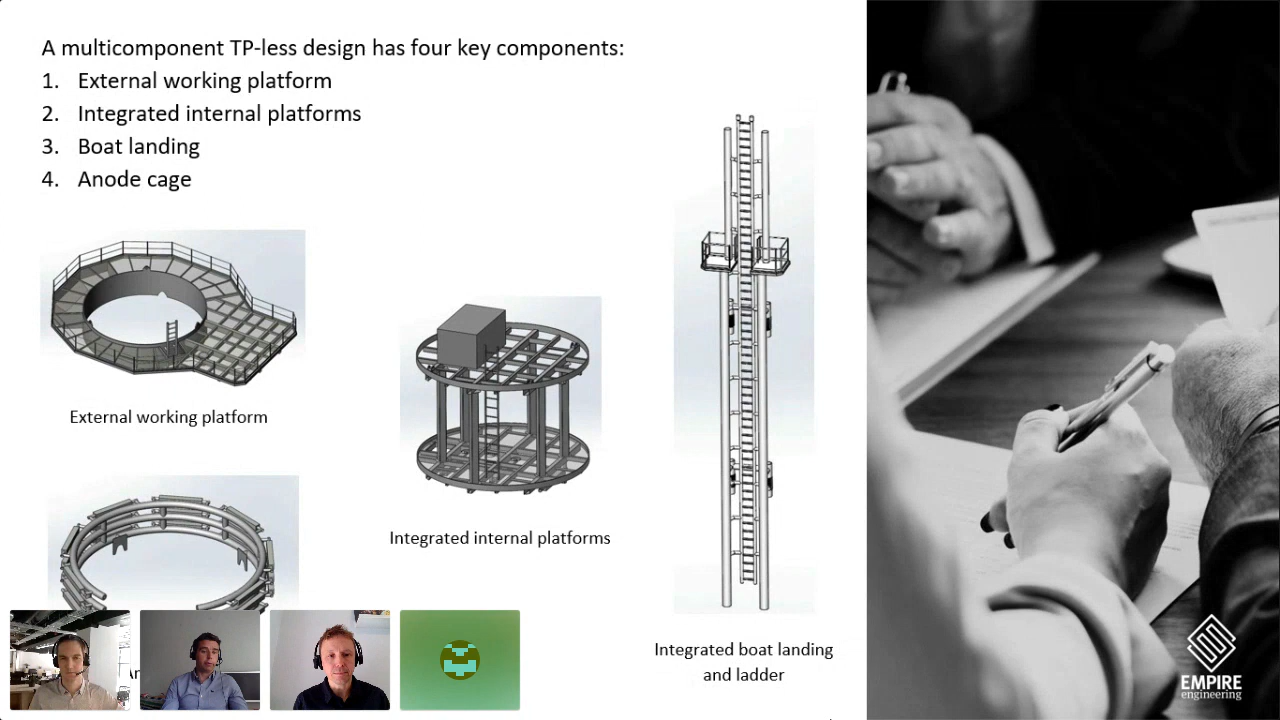 A multicomponent TP-less design has four key components:
1. External working platform
2. Integrated internal platforms
3. Boat landing
4. Anode cage
External working platform
Integrated internal platforms
Integrated boat landing
and ladder
EMPIRE
engineering